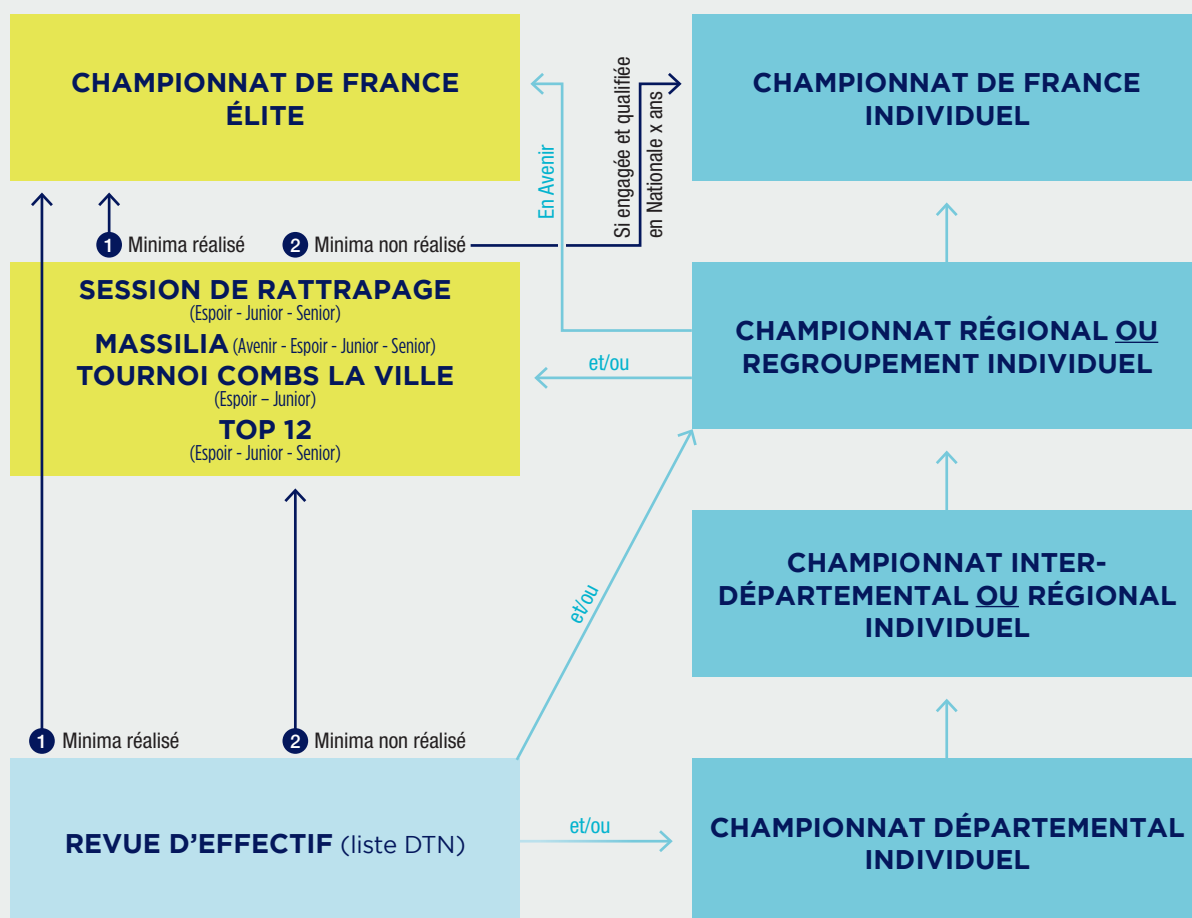 CHAMPIONNAT DE FRANCE
ÉLITE
En Avenir
Si engagée et qualifiée
en Nationale x ans
CHAMPIONNAT DE FRANCE
INDIVIDUEL
1 Minima réalisé
2 Minima non réalisé
SESSION DE RATTRAPAGE
(Espoir - Junior - Senior)
MASSILIA (Avenir - Espoir - Junior - Senior)
TOURNOI COMBS LA VILLE
(Espoir – Junior)
TOP 12
(Espoir - Junior - Senior)
et/ou
CHAMPIONNAT RÉGIONAL OU
REGROUPEMENT INDIVIDUEL
et/ou
CHAMPIONNAT INTER-
DÉPARTEMENTAL OU RÉGIONAL
INDIVIDUEL
1 Minima réalisé
2 Minima non réalisé
REVUE D'EFFECTIF (liste DTN)
et/ou
CHAMPIONNAT DÉPARTEMENTAL
INDIVIDUEL